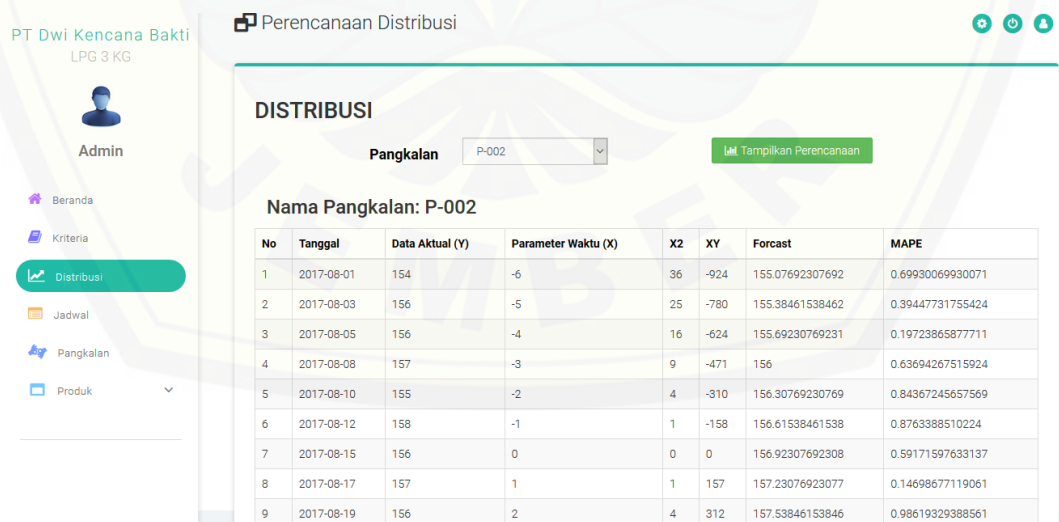 PT Dwi Kencana Bakti
LPG 3 KG
Admin
Beranda
Kriteria
Distribusi
Jadwal
Pangkalan
Produk
Perencanaan Distribusi
DISTRIBUSI
Pangkalan P-002 Tampilkan Perencanaan
Nama Pangkalan: P-002
No Tanggal Data Aktual (Y) Parameter Waktu (X) X2 XY Forcast MAPE
1 2017-08-01 154 -6 36 -924 155.07692307692 0.69930069930071
2 2017-08-03 156 -5 25 -780 155.38461538462 0.39447731755424
3 2017-08-05 156 -4 16 -624 155.69230769231 0.19723865877711
4 2017-08-08 157 -3 9 -471 156 0.63694267515924
5 2017-08-10 155 -2 4 -310 156.30769230769 0.84367245657569
6 2017-08-12 158 -1 1 -158 156.61538461538 0.8763388510224
7 2017-08-15 156 0 0 0 156.92307692308 0.59171597633137
8 2017-08-17 157 1 1 157 157.23076923077 0.14698677119061
9 2017-08-19 156 2 4 312 157.53846153846 0.98619329388561
JEMBER